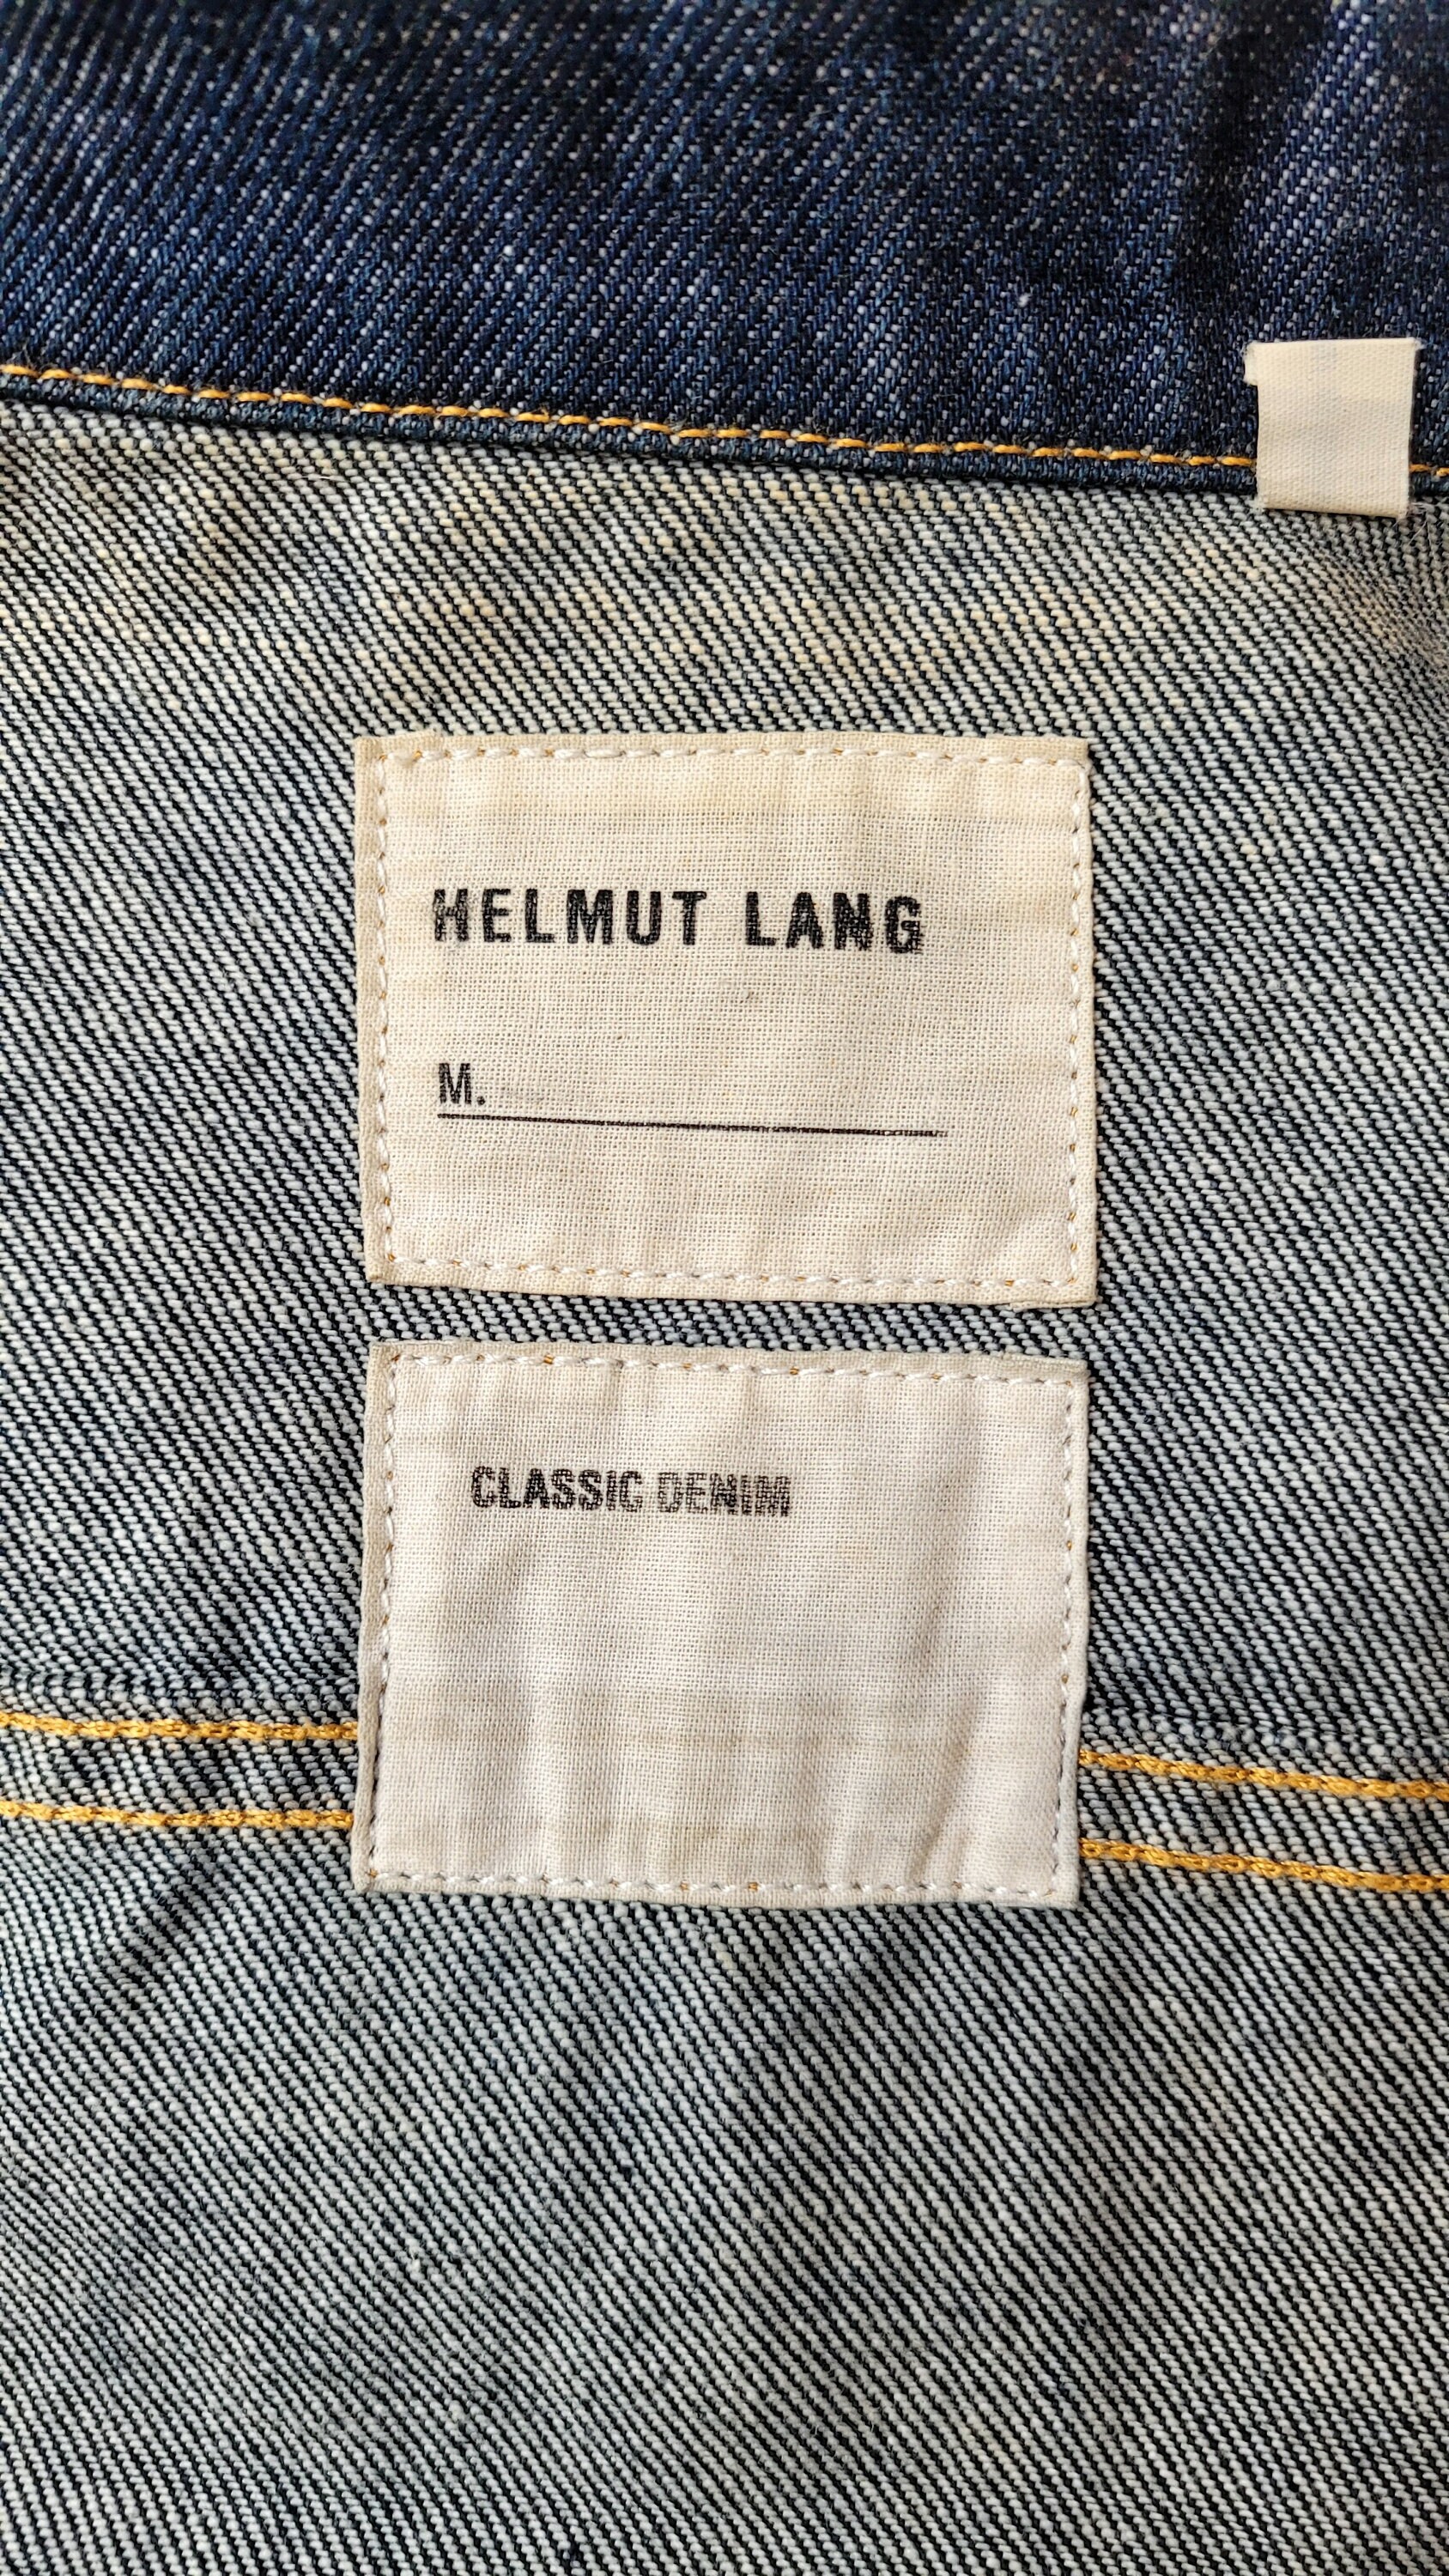 HELMUT LANG
M.
CLASSIC DENIM